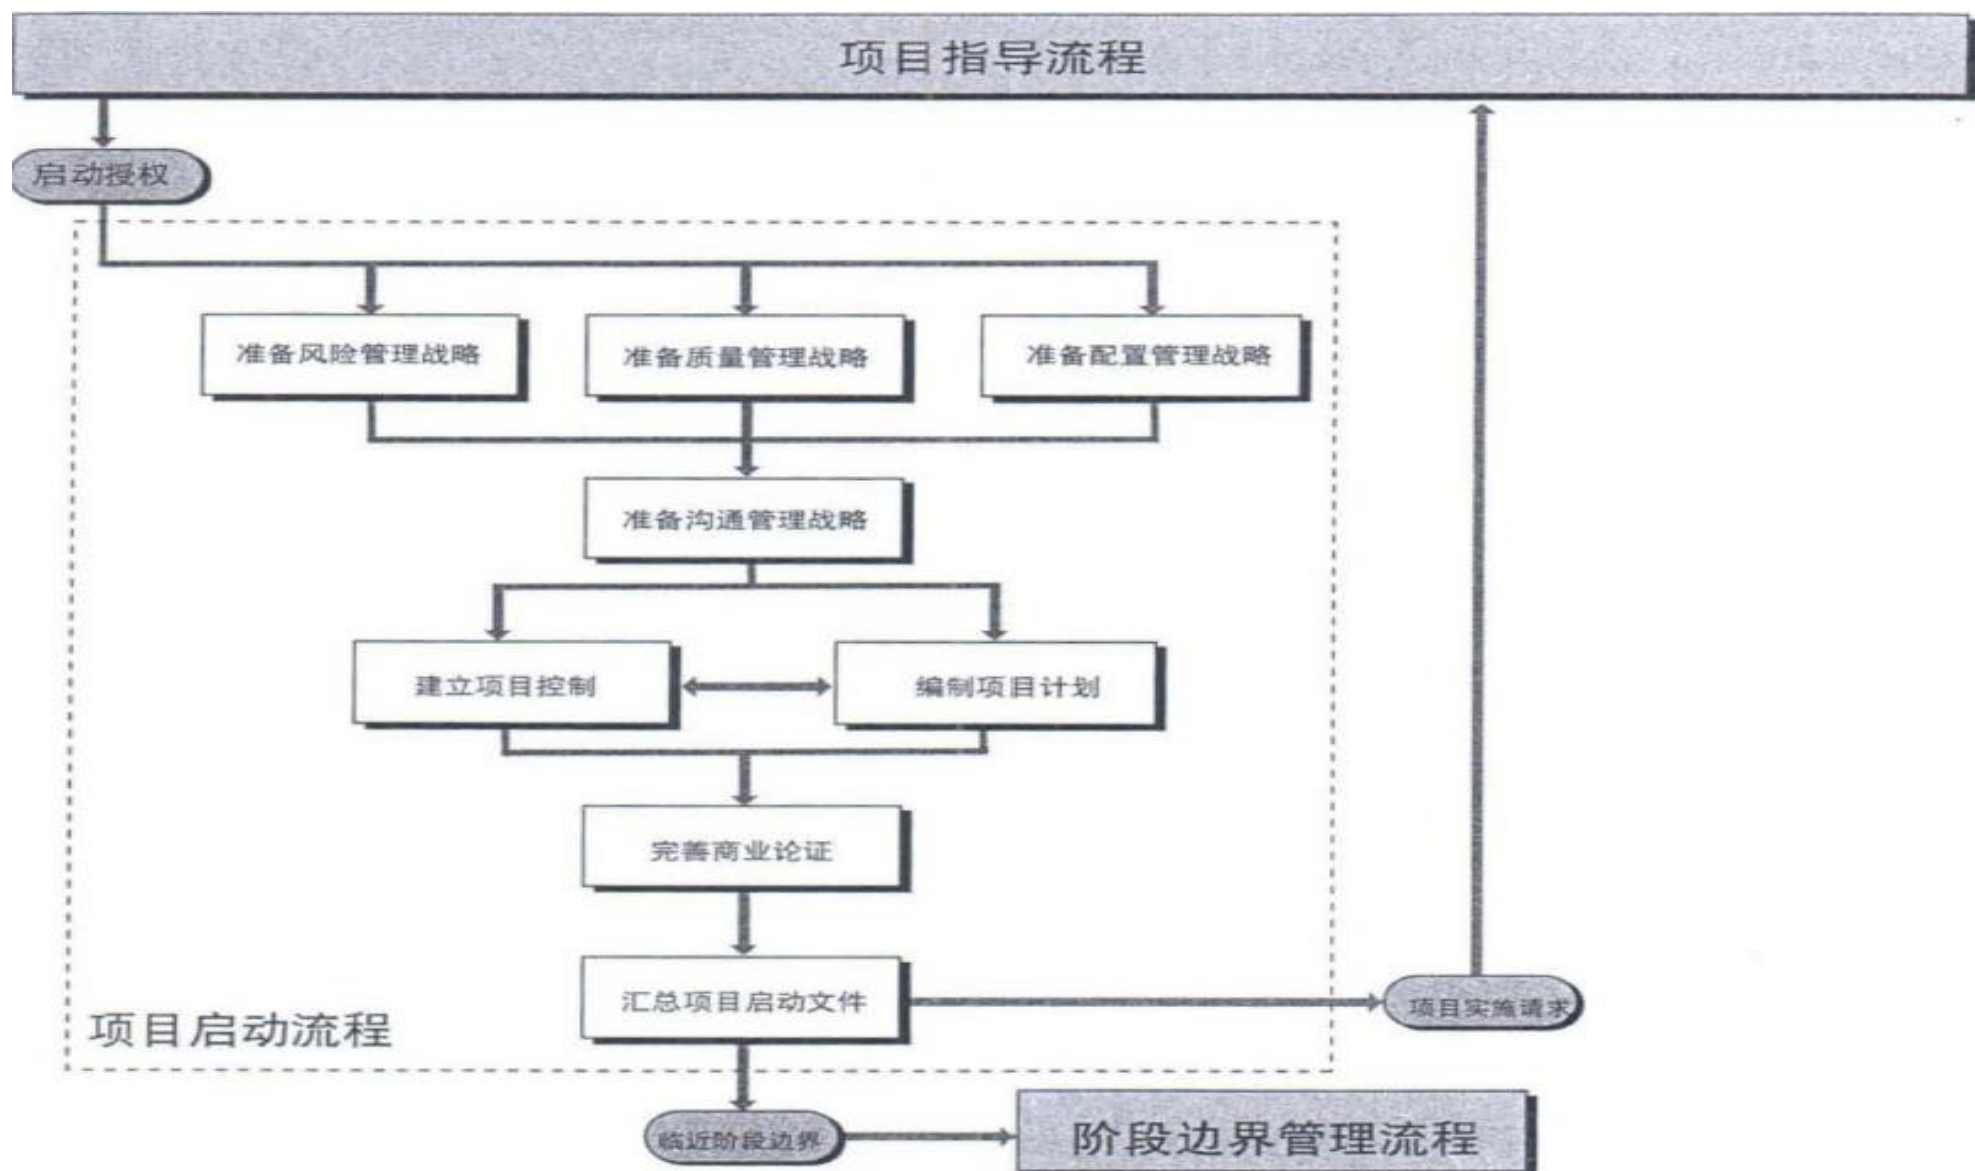 项目指导流程
启动授权
准备风险管理战略
准备质量管理战略
准备配置管理战略
准备沟通管理战略
建立项目控制
编制项目计划
完善商业论证
汇总项目启动文件
项目实施请求
项目启动流程
临近阶段边界
阶段边界管理流程